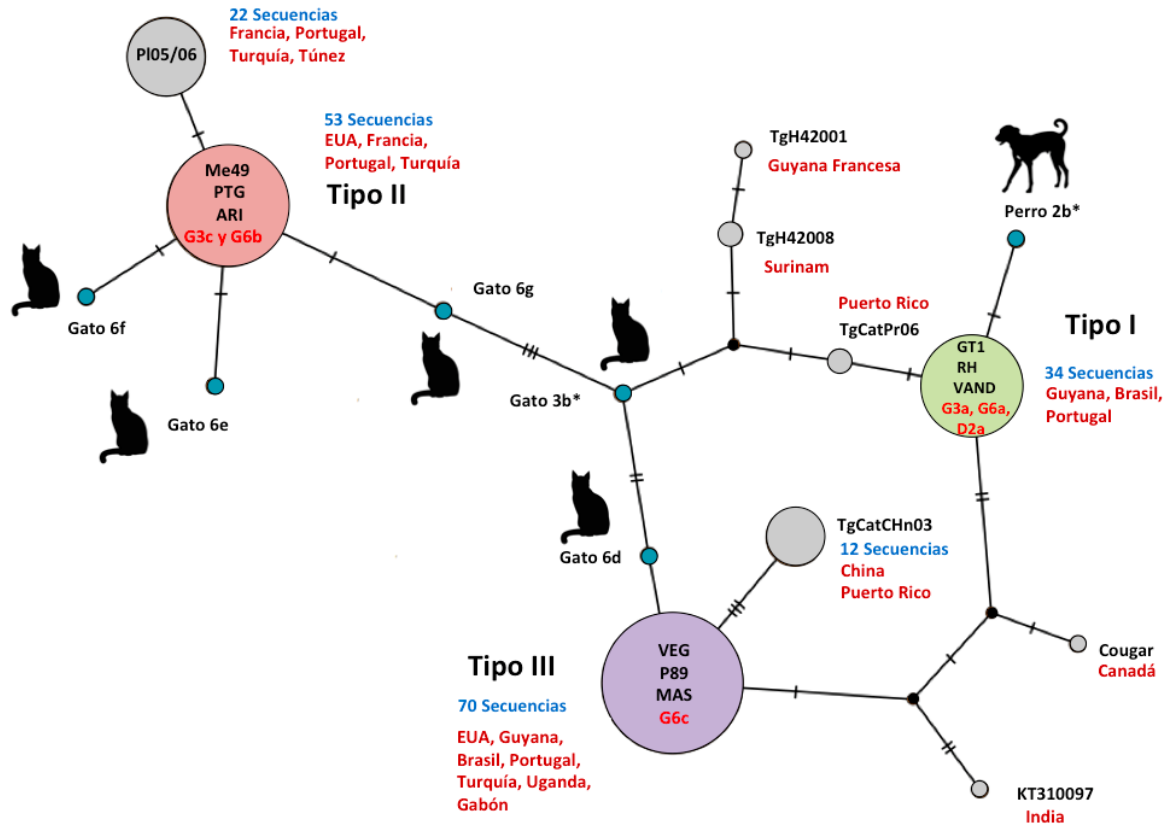 22 Secuencias
Francia, Portugal,
Turquía, Túnez
Pl05/06
53 Secuencias
EUA, Francia,
Portugal, Turquía
Tipo II
Me49
PTG
ARI
G3c y G6b
TgH42001
Guyana Francesa
TgH42008
Surinam
Perro 2b*
Puerto Rico
TgCatPr06
Tipo I
GT1
RH
VAND
G3a, G6a,
D2a
34 Secuencias
Guyana, Brasil,
Portugal
Gato 6f
Gato 6e
Gato 6g
Gato 3b*
Gato 6d
TgCatCHn03
12 Secuencias
China
Puerto Rico
Tipo III
70 Secuencias
EUA, Guyana,
Brasil, Portugal,
Turquía, Uganda,
Gabón
VEG
P89
MAS
G6c
Cougar
Canadá
KT310097
India